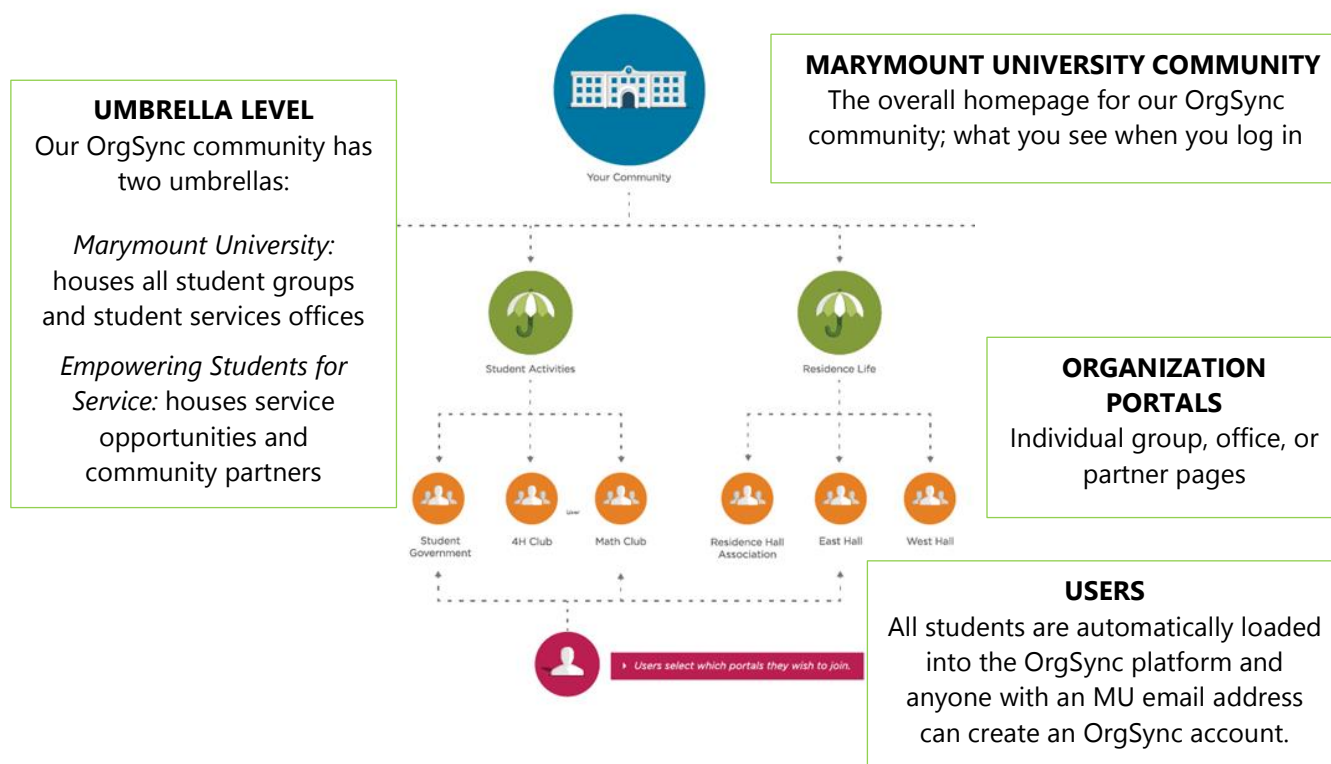 MARYMOUNT UNIVERSITY COMMUNITY
The overall homepage for our OrgSync
community; what you see when you log in
UMBRELLA LEVEL
Our OrgSync community has
two umbrellas:
Marymount University:
houses all student groups
and student services offices
Empowering Students for
Service: houses service
opportunities and
community partners
Your Community
Student Activities
Residence Life
ORGANIZATION
PORTALS
Individual group, office, or
partner pages
Student
Government
4H Club
User
Math Club
Residence Hall
Association
East Hall
West Hall
Users select which portals they wish to join.
USERS
All students are automatically loaded
into the OrgSync platform and
anyone with an MU email address
can create an OrgSync account.